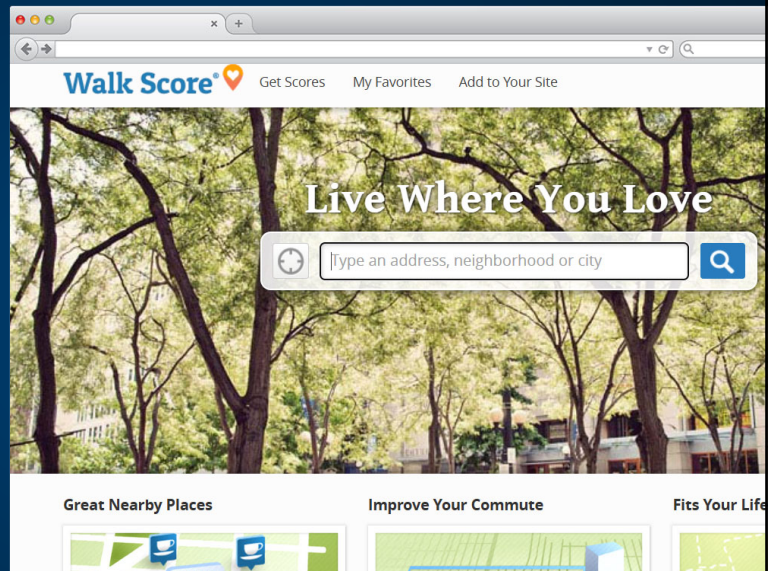 Walk Score®
Get Scores
My Favorites
Add to Your Site
Live Where You Love
Type an address, neighborhood or city
Great Nearby Places
Improve Your Commute
Fits Your Life